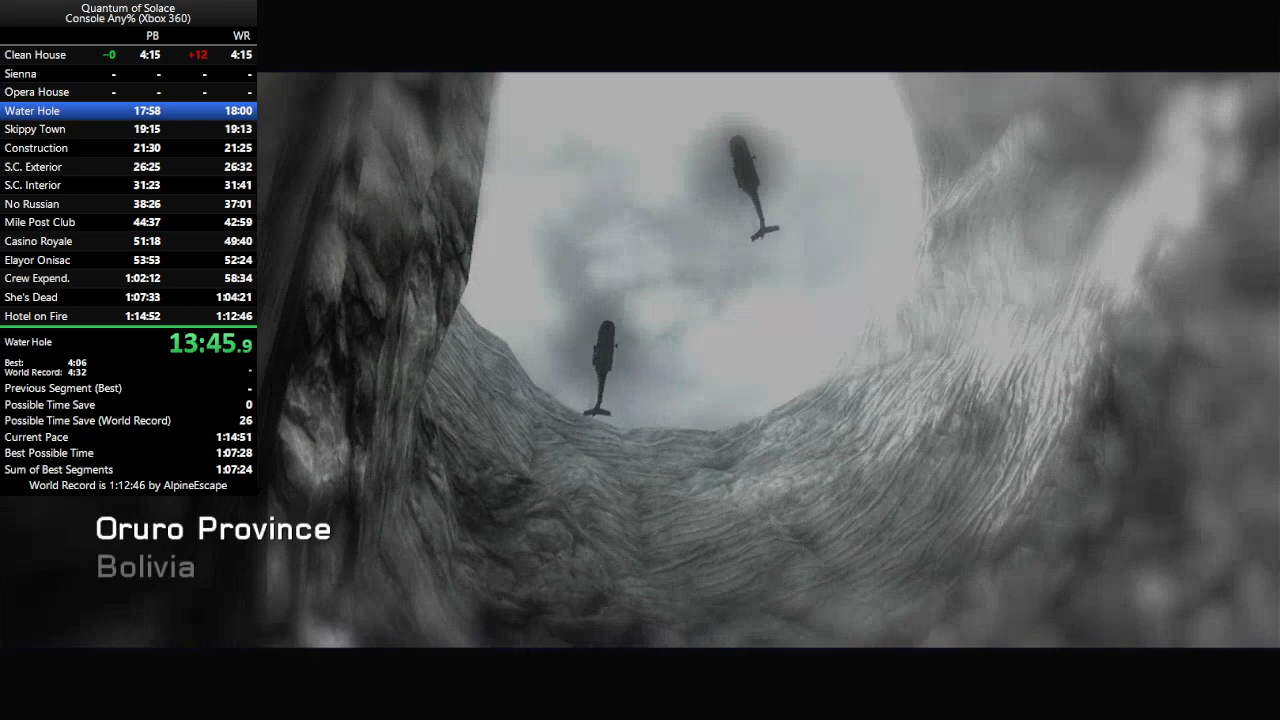 Quantum of Solace
Console Any% (Xbox 360)
PB WR
Clean House −0 4:15 +12 4:15
Sienna - - - -
Opera House - - - -
Water Hole 17:58 18:00
Skippy Town 19:15 19:13
Construction 21:30 21:25
S.C. Exterior 26:25 26:32
S.C. Interior 31:23 31:41
No Russian 38:26 37:01
Mile Post Club 44:37 42:59
Casino Royale 51:18 49:40
Elayor Onisac 53:53 52:24
Crew Expend. 1:02:12 58:34
She's Dead 1:07:33 1:04:21
Hotel on Fire 1:14:52 1:12:46
Water Hole 13:45.9
Best: 4:06
World Record: 4:32 -
Previous Segment (Best) -
Possible Time Save 0
Possible Time Save (World Record) 26
Current Pace 1:14:51
Best Possible Time 1:07:28
Sum of Best Segments 1:07:24
World Record is 1:12:46 by AlpineEscape
Oruro Province
Bolivia